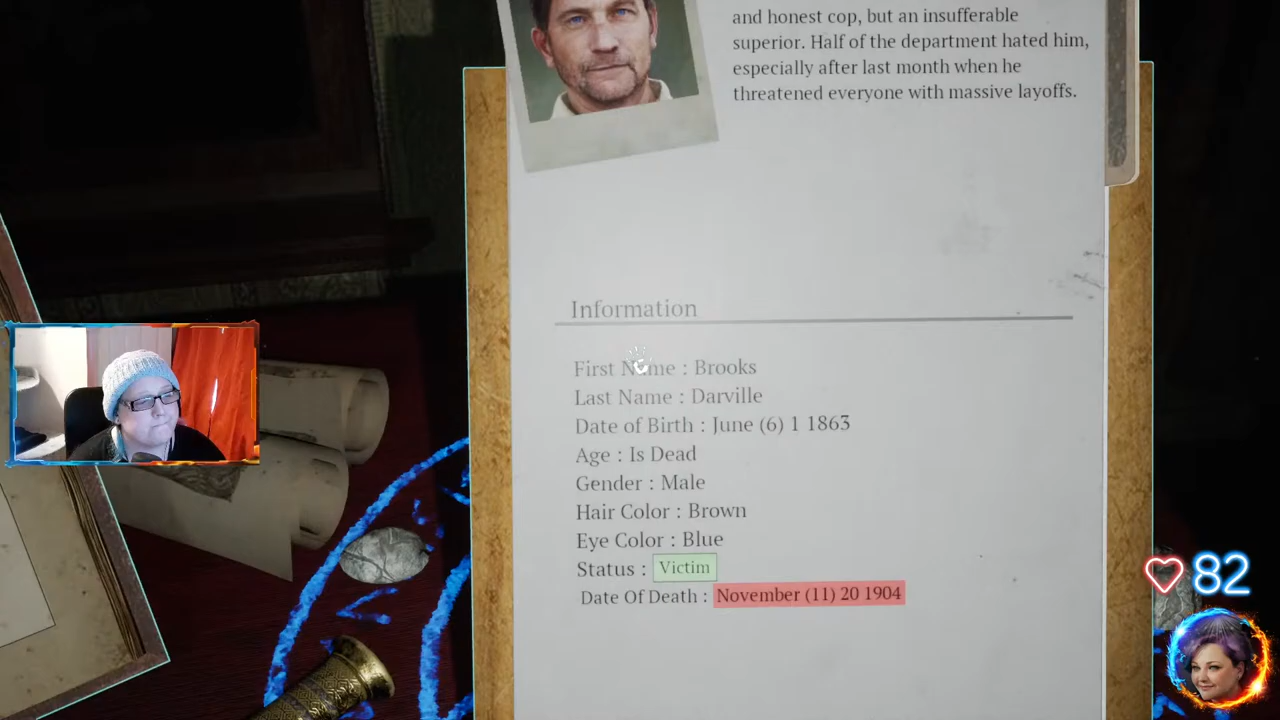 and honest cop, but an insufferable
superior. Half of the department hated him,
especially after last month when he
threatened everyone with massive layoffs.
Information
First Name : Brooks
Last Name : Darville
Date of Birth : June (6) 1 1863
Age : Is Dead
Gender : Male
Hair Color : Brown
Eye Color : Blue
Status : Victim
Date Of Death : November (11) 20 1904
82